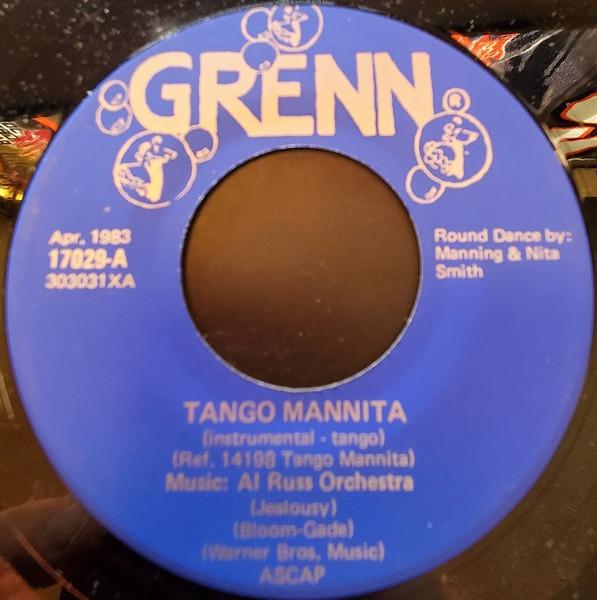 GRENN
®
Apr. 1983
17029-A
303031XA
Round Dance by:
Manning & Nita
Smith
TANGO MANNITA
(instrumental - tango)
(Ref. 14198 Tango Mannita)
Music: Al Russ Orchestra
(Jealousy)
(Bloom-Gade)
(Warner Bros. Music)
ASCAP